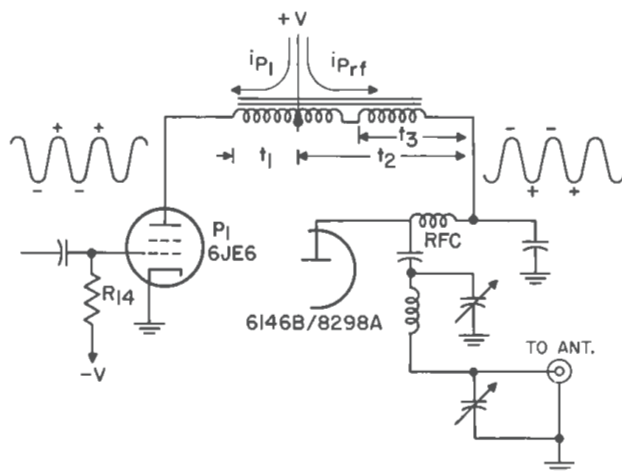 +V
iP1
iPrf
+ +
- -
t1
t2
t3
- -
+ +
P1
6JE6
RFC
R14
6146B/8298A
TO ANT.
-V